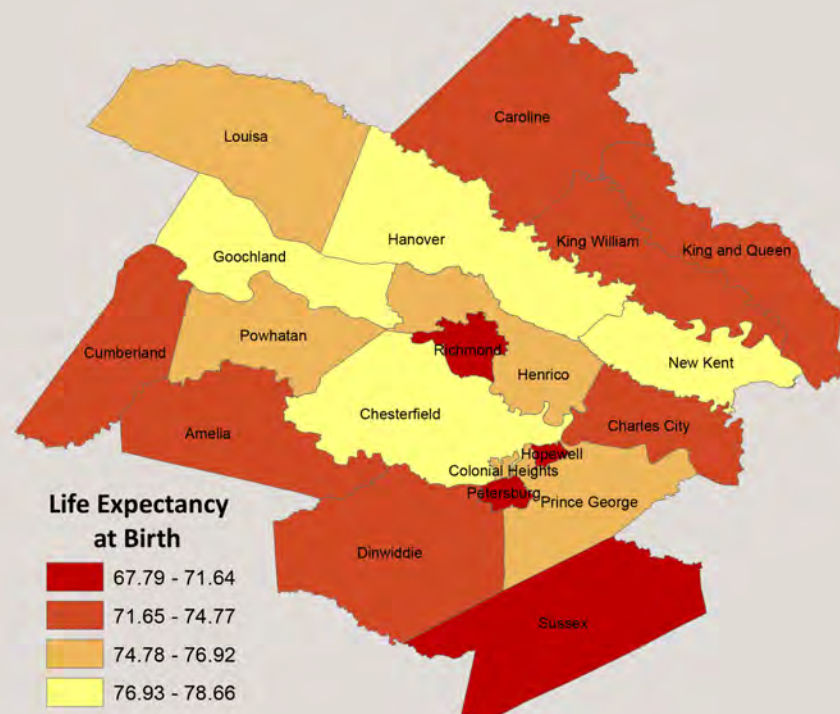 Caroline
Louisa
Hanover
King William
King and Queen
Goochland
Powhatan
Richmond
Cumberland
New Kent
Henrico
Chesterfield
Charles City
Amelia
Hopewell
Colonial Heights
Petersburg
Prince George
Dinwiddie
Sussex
Life Expectancy
at Birth
67.79 - 71.64
71.65 - 74.77
74.78 - 76.92
76.93 - 78.66